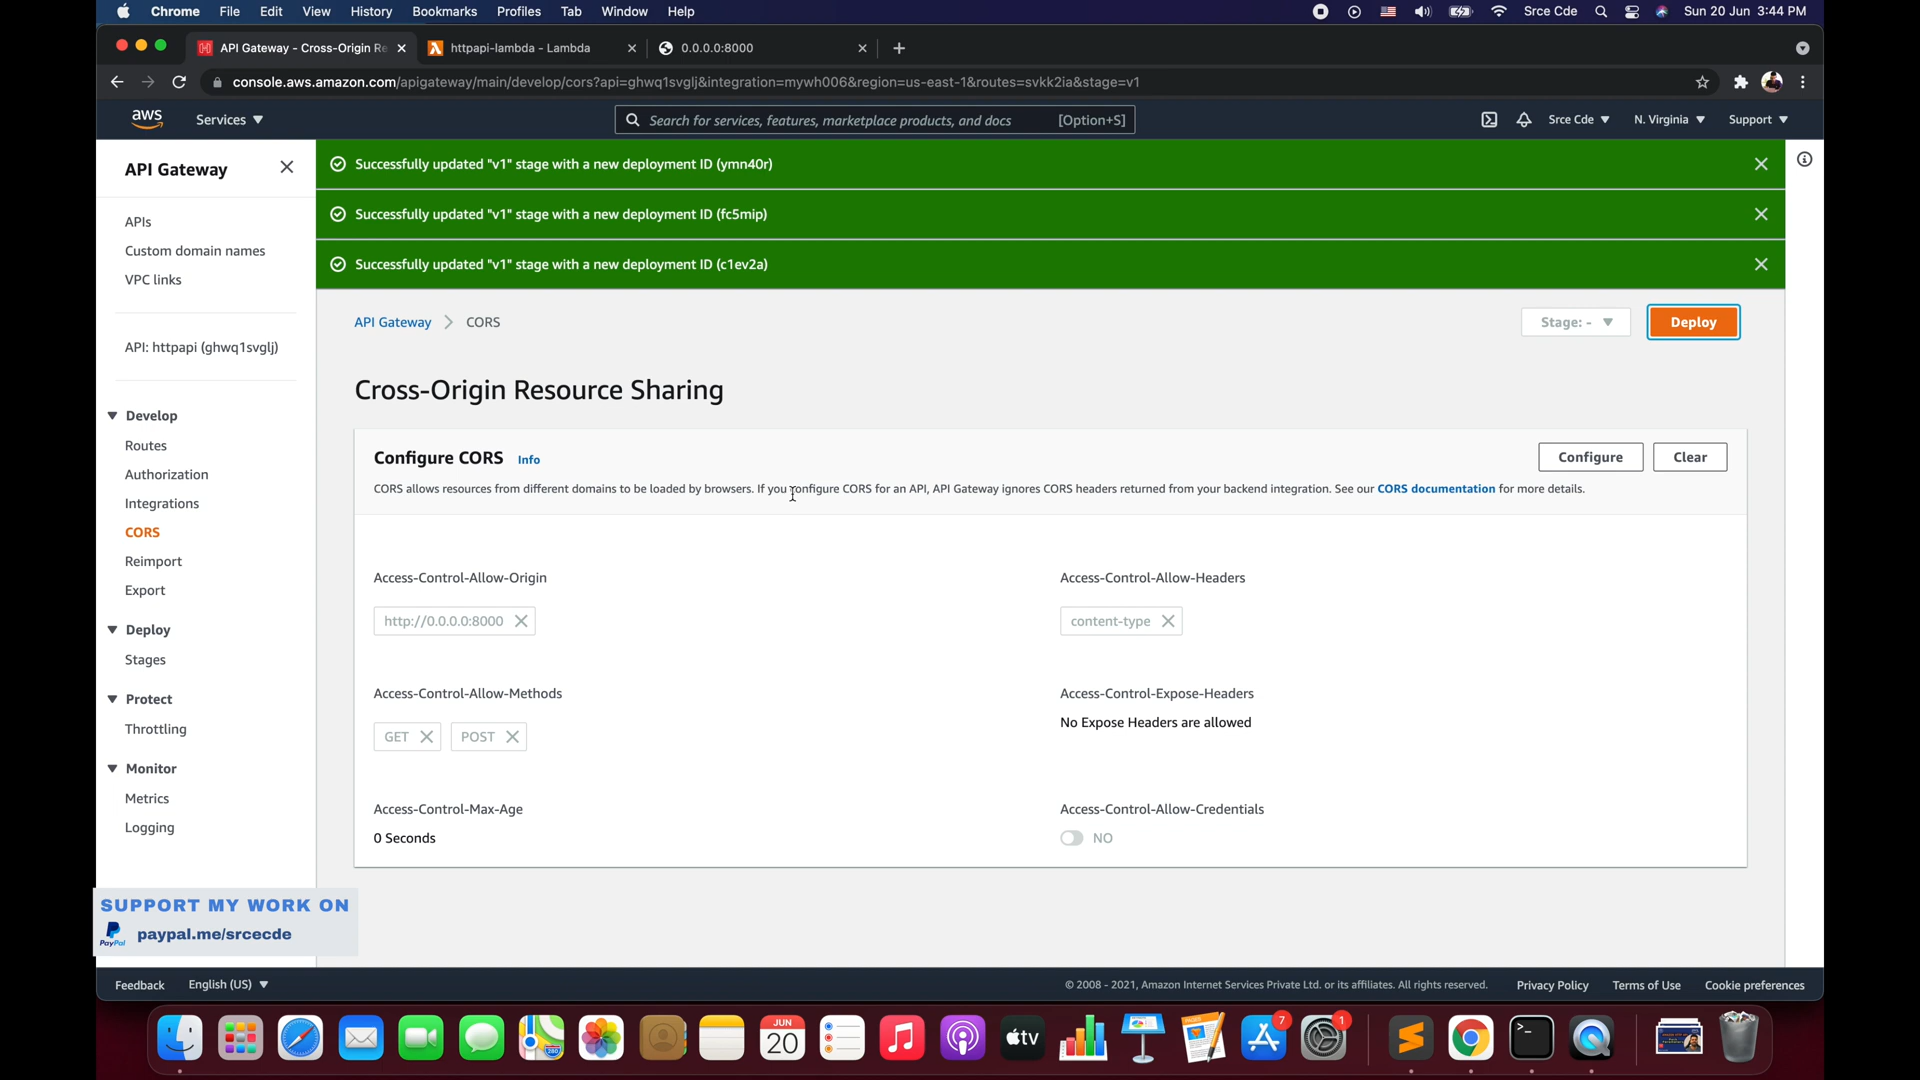 Chrome File Edit View History Bookmarks Profiles Tab Window Help Srce Cde Sun 20 Jun 3:44 PM
API Gateway - Cross-Origin Re httpapi-lambda - Lambda 0.0.0.0:8000
console.aws.amazon.com/apigateway/main/develop/cors?api=ghwq1svglj&integration=mywh006&region=us-east-1&routes=svkk2ia&stage=v1
aws Services Search for services, features, marketplace products, and docs [Option+S] Srce Cde N. Virginia Support
API Gateway
APIs
Custom domain names
VPC links
API: httpapi (ghwq1svglj)
Develop
Routes
Authorization
Integrations
CORS
Reimport
Export
Deploy
Stages
Protect
Throttling
Monitor
Metrics
Logging
Successfully updated "v1" stage with a new deployment ID (ymn40r)
Successfully updated "v1" stage with a new deployment ID (fc5mip)
Successfully updated "v1" stage with a new deployment ID (c1ev2a)
API Gateway CORS Stage: - Deploy
Cross-Origin Resource Sharing
Configure CORS Info Configure Clear
CORS allows resources from different domains to be loaded by browsers. If you configure CORS for an API, API Gateway ignores CORS headers returned from your backend integration. See our CORS documentation for more details.
Access-Control-Allow-Origin Access-Control-Allow-Headers
http://0.0.0.0:8000 content-type
Access-Control-Allow-Methods Access-Control-Expose-Headers
GET POST No Expose Headers are allowed
Access-Control-Max-Age Access-Control-Allow-Credentials
0 Seconds NO
SUPPORT MY WORK ON
PayPal paypal.me/srcecde
Feedback English (US) © 2008 - 2021, Amazon Internet Services Private Ltd. or its affiliates. All rights reserved. Privacy Policy Terms of Use Cookie preferences
JUN
20
tv
7
1